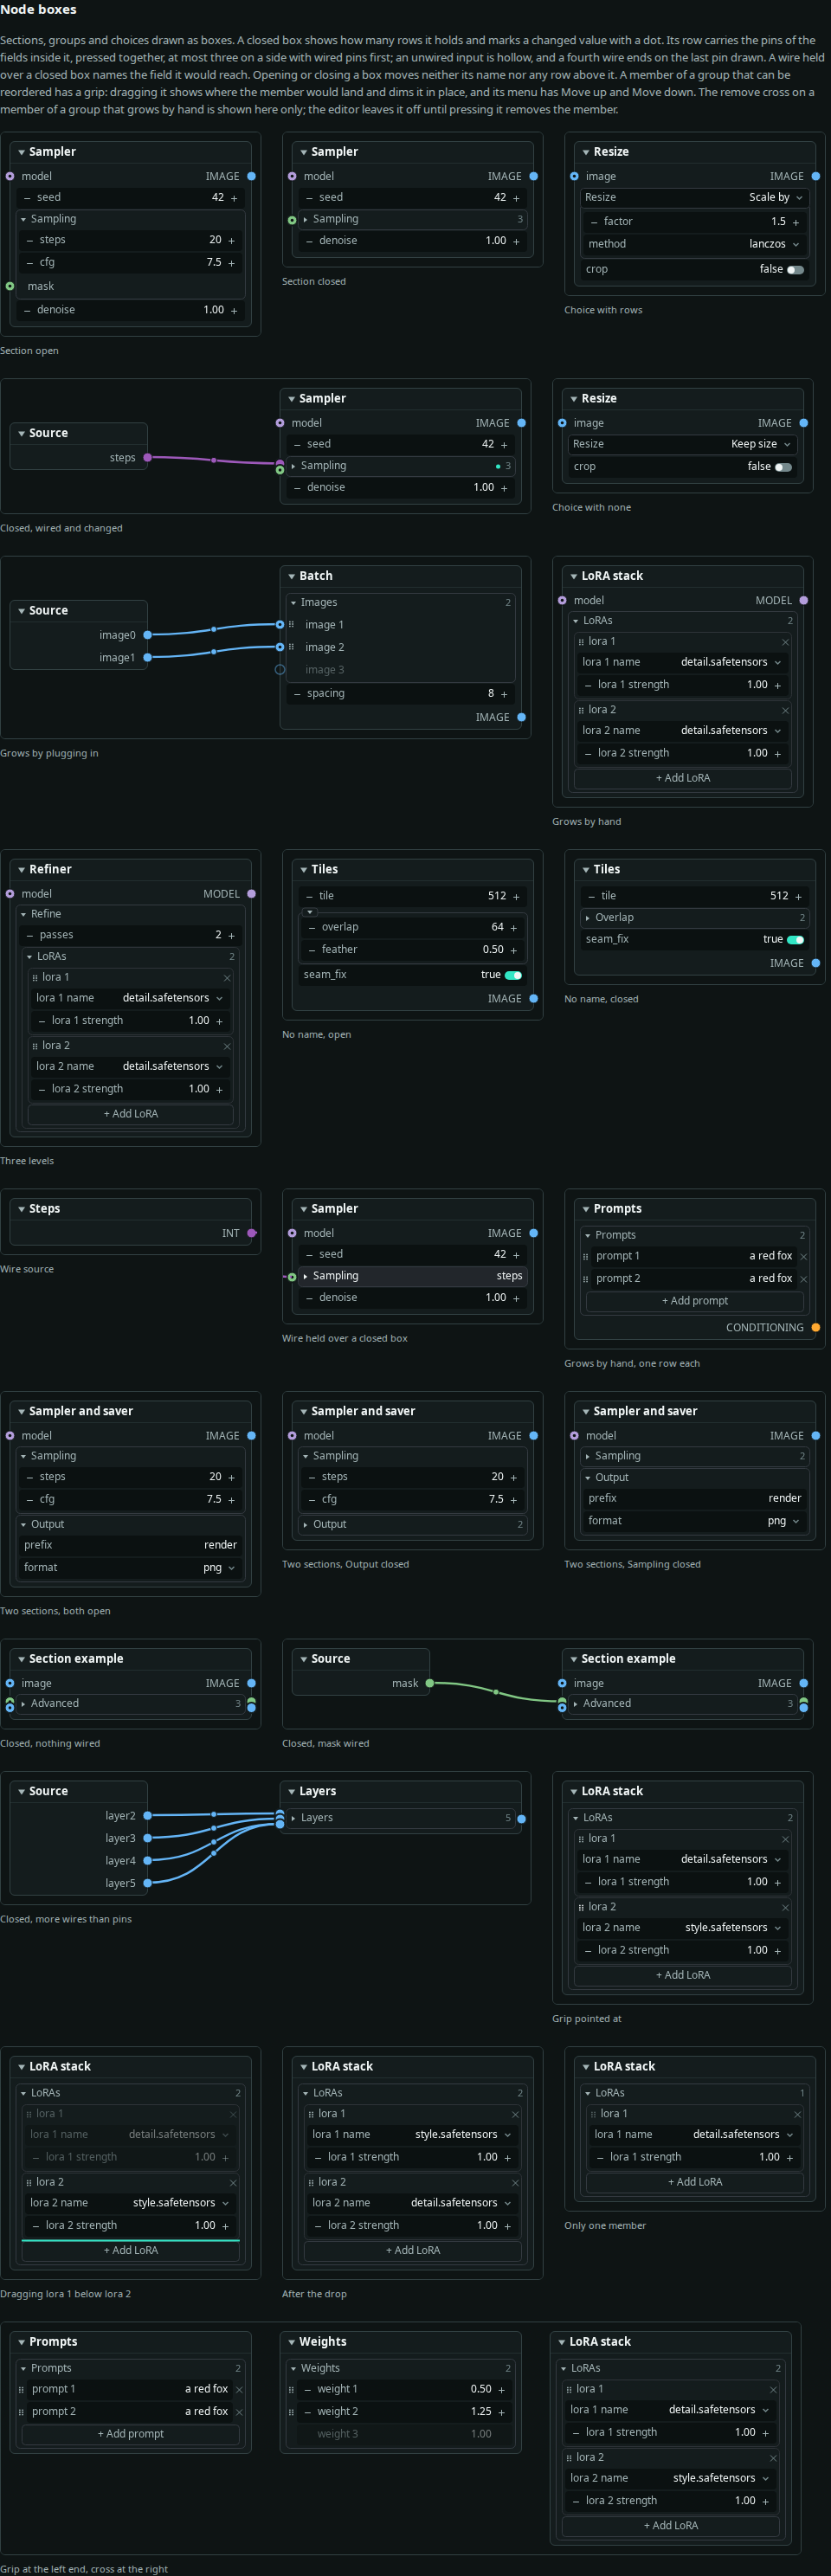 Node boxes
Sections, groups and choices drawn as boxes. A closed box shows how many rows it holds and marks a changed value with a dot. Its row carries the pins of the
fields inside it, pressed together, at most three on a side with wired pins first; an unwired input is hollow, and a fourth wire ends on the last pin drawn. A wire held
over a closed box names the field it would reach. Opening or closing a box moves neither its name nor any row above it. A member of a group that can be
reordered has a grip: dragging it shows where the member would land and dims it in place, and its menu has Move up and Move down. The remove cross on a
member of a group that grows by hand is shown here only; the editor leaves it off until pressing it removes the member.
Sampler
model IMAGE
− seed 42 +
Sampling
− steps 20 +
− cfg 7.5 +
mask
− denoise 1.00 +
Section open
Sampler
model IMAGE
− seed 42 +
Sampling 3
− denoise 1.00 +
Section closed
Resize
image IMAGE
Resize Scale by
− factor 1.5 +
method lanczos
crop false
Choice with rows
Source
steps
Sampler
model IMAGE
− seed 42 +
Sampling 3
− denoise 1.00 +
Closed, wired and changed
Resize
image IMAGE
Resize Keep size
crop false
Choice with none
Source
image0
image1
Batch
Images 2
image 1
image 2
image 3
− spacing 8 +
IMAGE
Grows by plugging in
LoRA stack
model MODEL
LoRAs 2
lora 1 ×
lora 1 name detail.safetensors
− lora 1 strength 1.00 +
lora 2 ×
lora 2 name detail.safetensors
− lora 2 strength 1.00 +
+ Add LoRA
Grows by hand
Refiner
model MODEL
Refine
− passes 2 +
LoRAs 2
lora 1 ×
lora 1 name detail.safetensors
− lora 1 strength 1.00 +
lora 2 ×
lora 2 name detail.safetensors
− lora 2 strength 1.00 +
+ Add LoRA
Three levels
Tiles
− tile 512 +
− overlap 64 +
− feather 0.50 +
seam_fix true
IMAGE
No name, open
Tiles
− tile 512 +
Overlap 2
seam_fix true
IMAGE
No name, closed
Steps
INT
Wire source
Sampler
model IMAGE
− seed 42 +
Sampling steps
− denoise 1.00 +
Wire held over a closed box
Prompts
Prompts 2
prompt 1 a red fox ×
prompt 2 a red fox ×
+ Add prompt
CONDITIONING
Grows by hand, one row each
Sampler and saver
model IMAGE
Sampling
− steps 20 +
− cfg 7.5 +
Output
prefix render
format png
Two sections, both open
Sampler and saver
model IMAGE
Sampling
− steps 20 +
− cfg 7.5 +
Output 2
Two sections, Output closed
Sampler and saver
model IMAGE
Sampling 2
Output
prefix render
format png
Two sections, Sampling closed
Section example
image IMAGE
Advanced 3
Closed, nothing wired
Source
mask
Section example
image IMAGE
Advanced 3
Closed, mask wired
Source
layer2
layer3
layer4
layer5
Layers
Layers 5
Closed, more wires than pins
LoRA stack
LoRAs 2
lora 1 ×
lora 1 name detail.safetensors
− lora 1 strength 1.00 +
lora 2 ×
lora 2 name style.safetensors
− lora 2 strength 1.00 +
+ Add LoRA
Grip pointed at
LoRA stack
LoRAs 2
lora 1 ×
lora 1 name detail.safetensors
− lora 1 strength 1.00 +
lora 2 ×
lora 2 name style.safetensors
− lora 2 strength 1.00 +
+ Add LoRA
Dragging lora 1 below lora 2
LoRA stack
LoRAs 2
lora 1 ×
lora 1 name style.safetensors
− lora 1 strength 1.00 +
lora 2 ×
lora 2 name detail.safetensors
− lora 2 strength 1.00 +
+ Add LoRA
After the drop
LoRA stack
LoRAs 1
lora 1 ×
lora 1 name detail.safetensors
− lora 1 strength 1.00 +
+ Add LoRA
Only one member
Prompts
Prompts 2
prompt 1 a red fox ×
prompt 2 a red fox ×
+ Add prompt
Weights
Weights 2
− weight 1 0.50 +
− weight 2 1.25 +
weight 3 1.00
LoRA stack
LoRAs 2
lora 1 ×
lora 1 name detail.safetensors
− lora 1 strength 1.00 +
lora 2 ×
lora 2 name style.safetensors
− lora 2 strength 1.00 +
+ Add LoRA
Grip at the left end, cross at the right